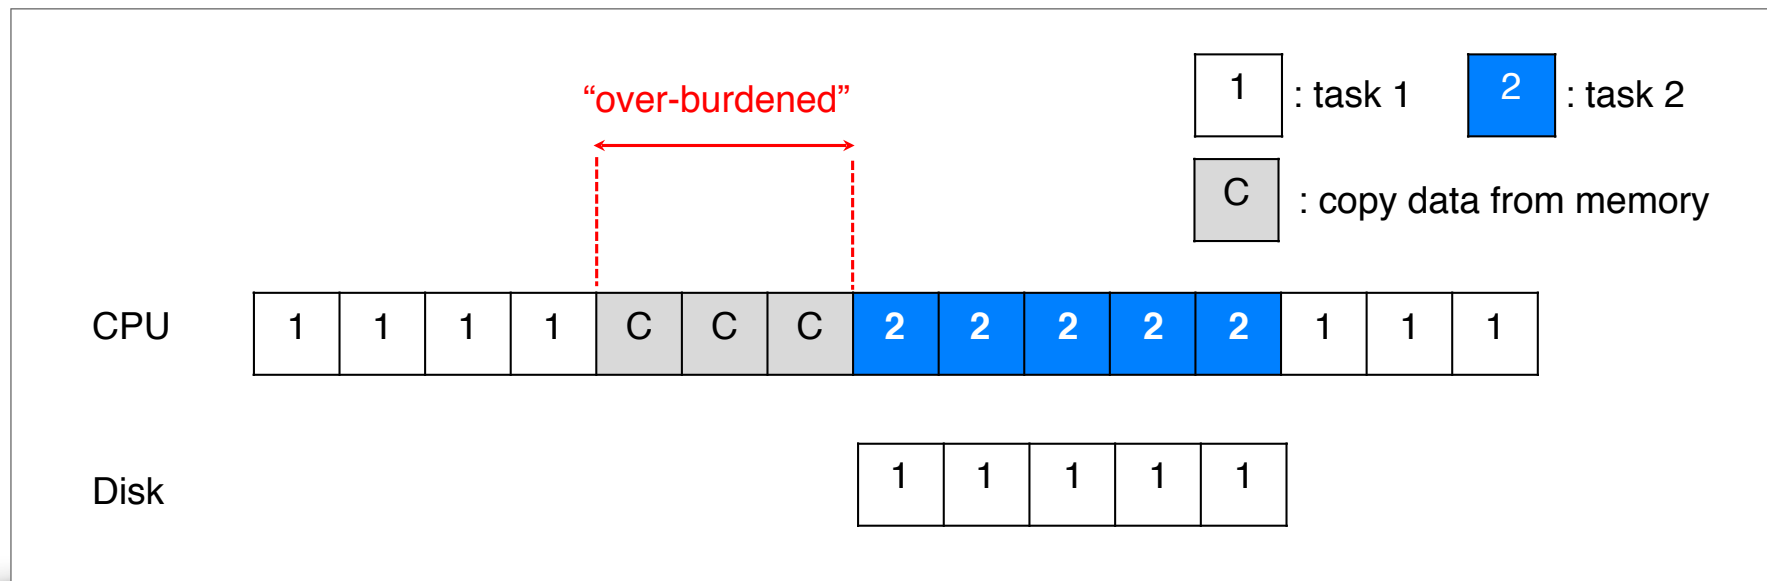 1 : task 1 2 : task 2
“over-burdened”
C : copy data from memory
CPU 1 1 1 1 C C C 2 2 2 2 2 1 1 1
Disk 1 1 1 1 1